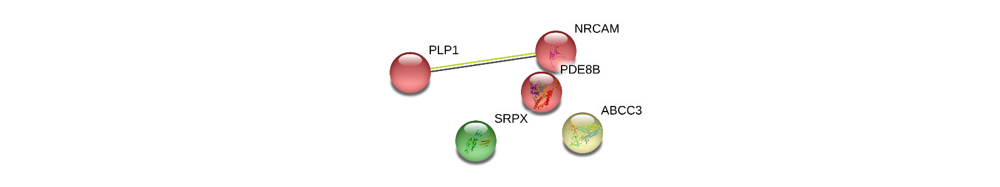 NRCAM
PLP1
PDE8B
ABCC3
SRPX